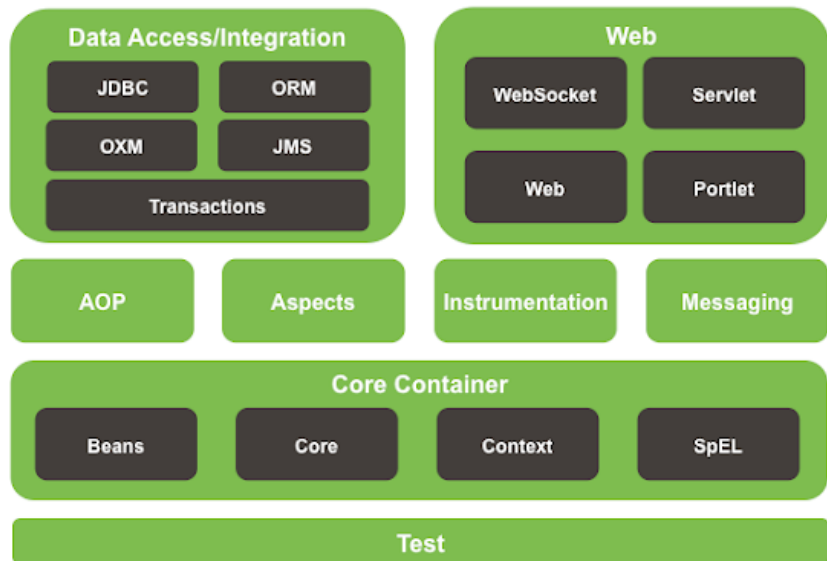 Data Access/Integration
Web
JDBC
ORM
WebSocket
Servlet
OXM
JMS
Web
Portlet
Transactions
AOP
Aspects
Instrumentation
Messaging
Core Container
Beans
Core
Context
SpEL
Test